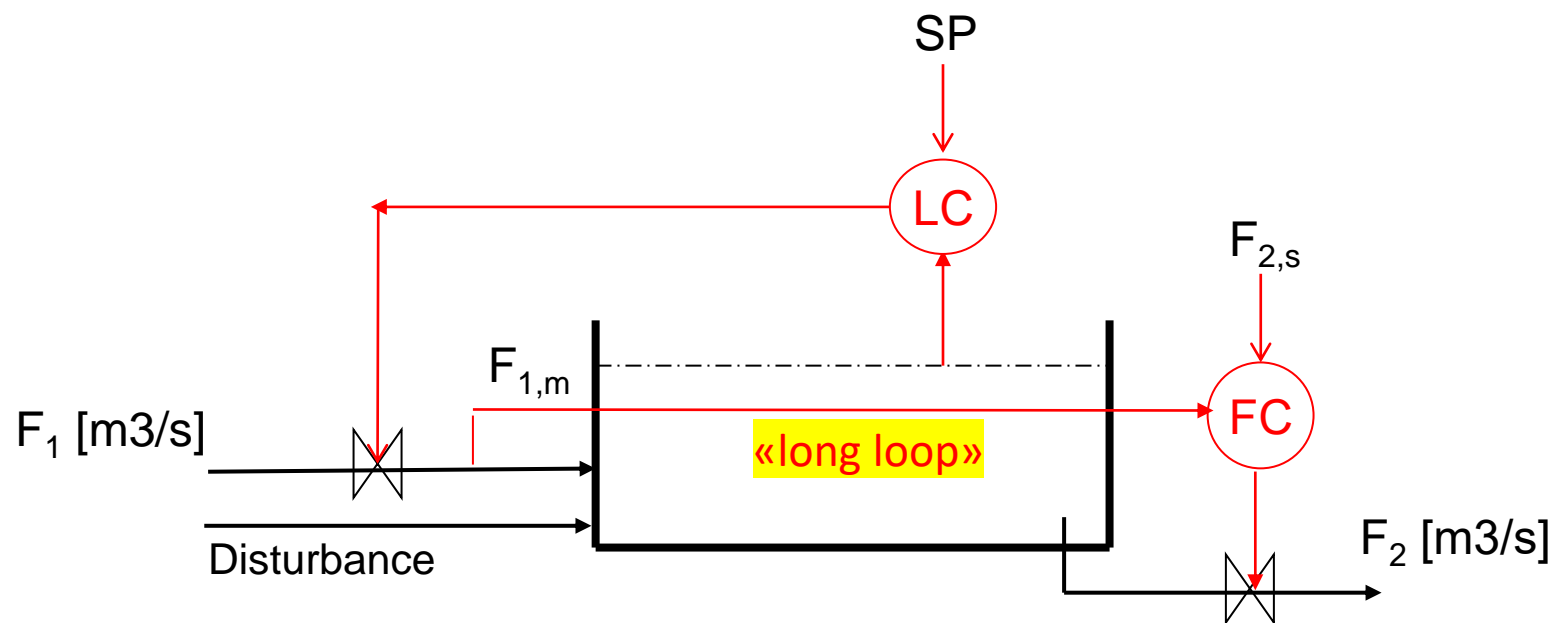 SP
LC
F2,s
F1,m
FC
F1 [m3/s]
«long loop»
Disturbance
F2 [m3/s]